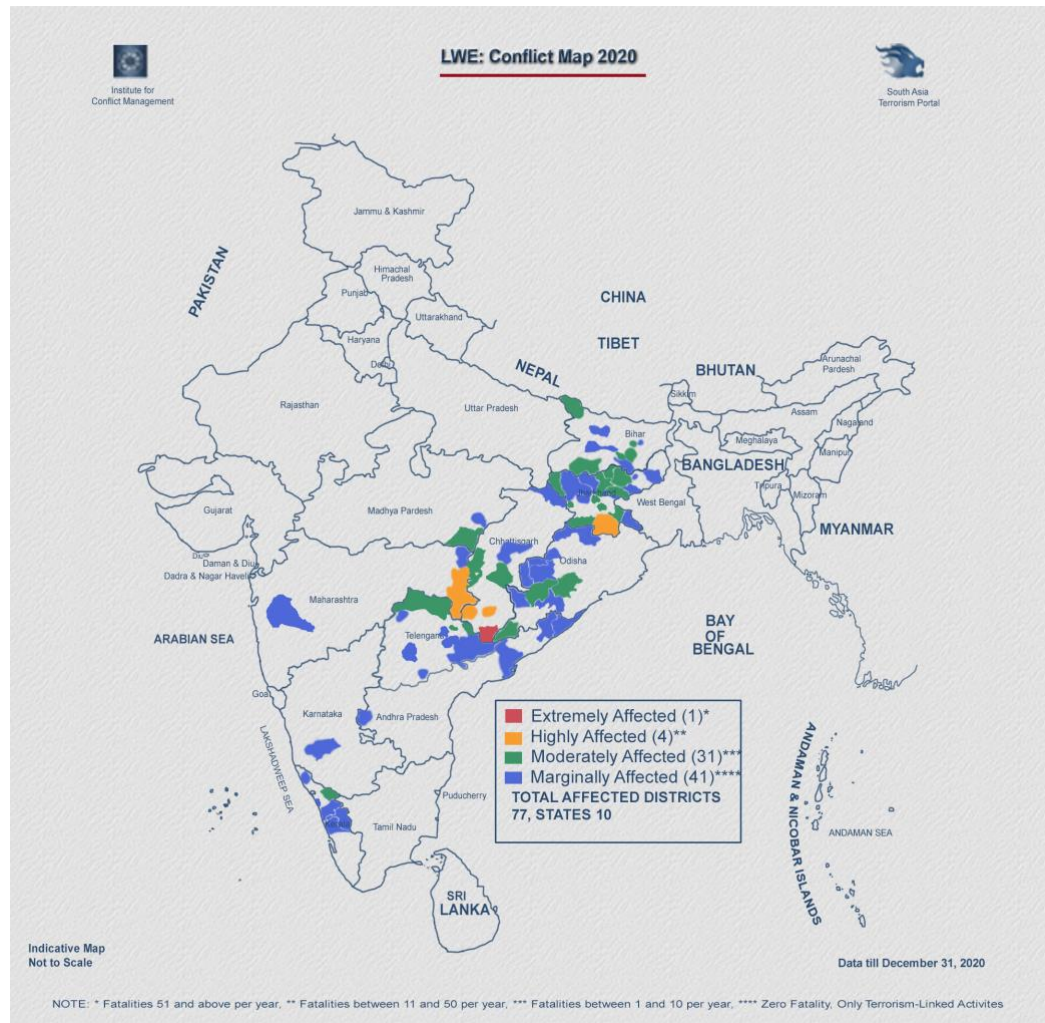 LWE: Conflict Map 2020
Institute for
Conflict Management
South Asia
Terrorism Portal
Jammu & Kashmir
Himachal
Pradesh
Punjab
Uttarakhand
Haryana
Delhi
PAKISTAN
CHINA
TIBET
NEPAL
BHUTAN
Arunachal
Pardesh
Sikkim
Rajasthan
Uttar Pradesh
Assam
Nagaland
Bihar
Meghalaya
Manipur
BANGLADESH
Tripura
Mizoram
West Bengal
Gujarat
Madhya Pardesh
MYANMAR
Chhattisgarh
Odisha
Diu
Daman & Diu
Dadra & Nagar Haveli
Maharashtra
ARABIAN SEA
Telengana
BAY
OF
BENGAL
Goa
Karnataka
Andhra Pradesh
LAKSHADWEEP SEA
Extremely Affected (1)*
Highly Affected (4)**
Moderately Affected (31)***
Marginally Affected (41)****
TOTAL AFFECTED DISTRICTS
77, STATES 10
Puducherry
Tamil Nadu
ANDAMAN & NICOBAR ISLANDS
ANDAMAN SEA
SRI
LANKA
Indicative Map
Not to Scale
Data till December 31, 2020
NOTE: * Fatalities 51 and above per year, ** Fatalities between 11 and 50 per year, *** Fatalities between 1 and 10 per year, **** Zero Fatality, Only Terrorism-Linked Activites